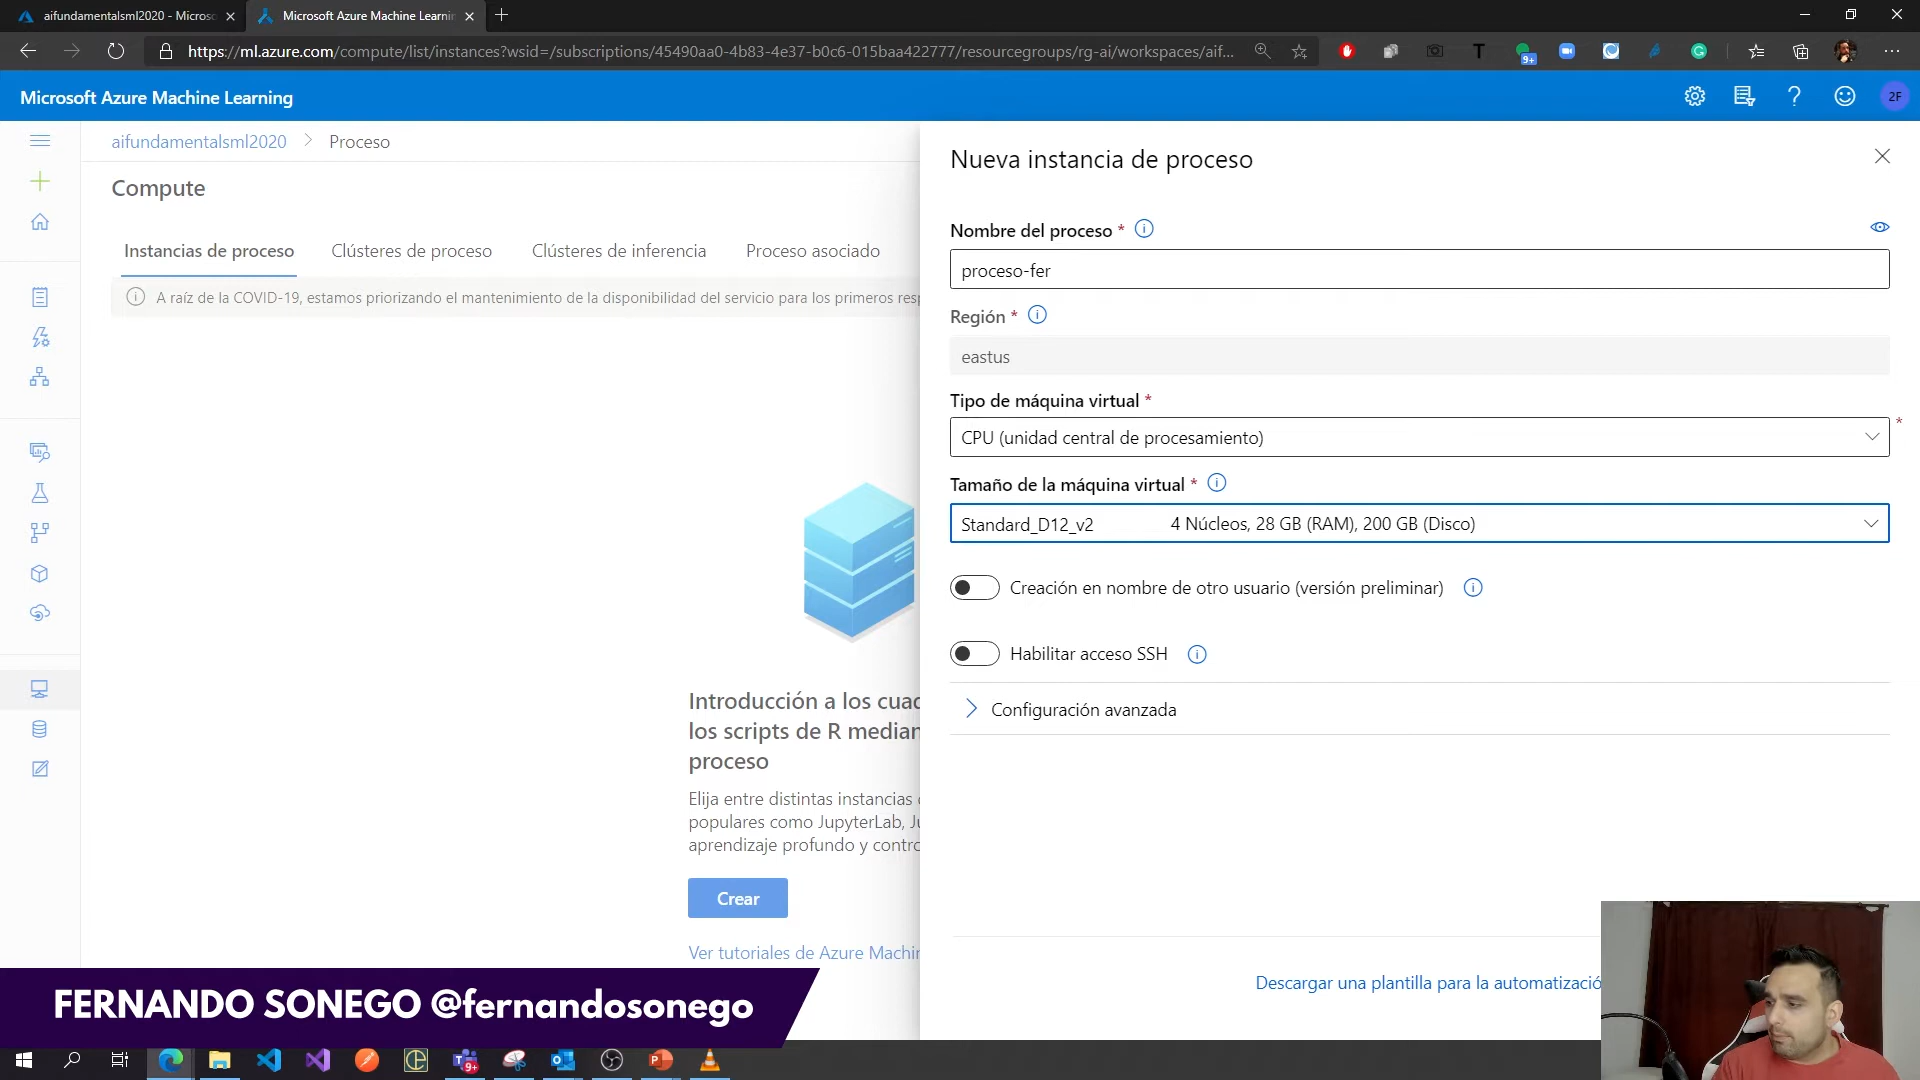 aifundamentalsml2020 - Microso
Microsoft Azure Machine Learnin
https://ml.azure.com/compute/list/instances?wsid=/subscriptions/45490aa0-4b83-4e37-b0c6-015baa422777/resourcegroups/rg-ai/workspaces/aif...
T
9+
G
Microsoft Azure Machine Learning
2F
aifundamentalsml2020 > Proceso
Compute
Instancias de proceso
Clústeres de proceso
Clústeres de inferencia
Proceso asociado
A raíz de la COVID-19, estamos priorizando el mantenimiento de la disponibilidad del servicio para los primeros resp
Introducción a los cuad
los scripts de R median
proceso
Elija entre distintas instancias
populares como JupyterLab, Ju
aprendizaje profundo y contro
Crear
Ver tutoriales de Azure Machin
Nueva instancia de proceso
Nombre del proceso *
proceso-fer
Región *
eastus
Tipo de máquina virtual *
CPU (unidad central de procesamiento)
*
Tamaño de la máquina virtual *
Standard_D12_v2 4 Núcleos, 28 GB (RAM), 200 GB (Disco)
Creación en nombre de otro usuario (versión preliminar)
Habilitar acceso SSH
Configuración avanzada
Descargar una plantilla para la automatizació
FERNANDO SONEGO @fernandosonego
9+